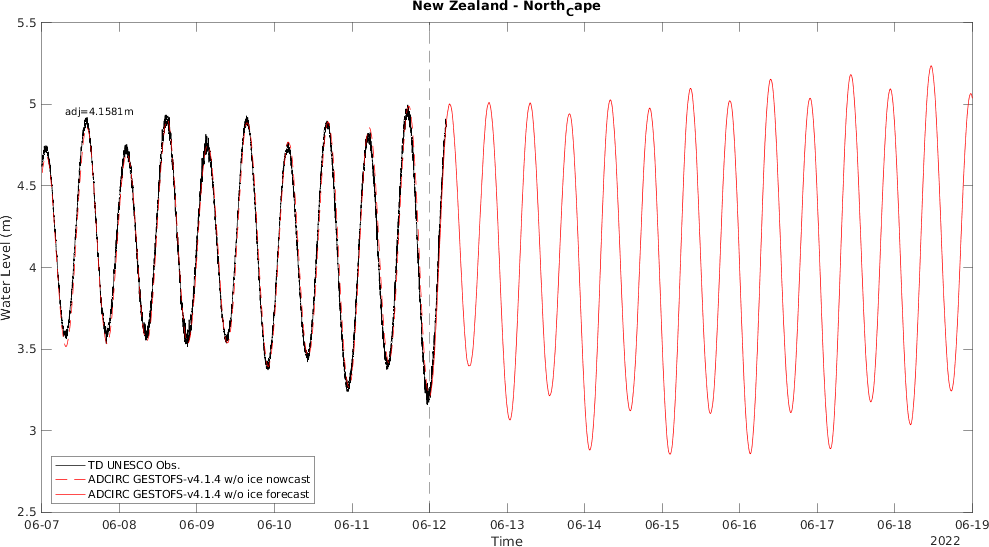 New Zealand - NorthCape
5.5
5
4.5
4
3.5
3
2.5
Water Level (m)
adj=4.1581m
TD UNESCO Obs.
ADCIRC GESTOFS-v4.1.4 w/o ice nowcast
ADCIRC GESTOFS-v4.1.4 w/o ice forecast
06-07 06-08 06-09 06-10 06-11 06-12 06-13 06-14 06-15 06-16 06-17 06-18 06-19
Time
2022